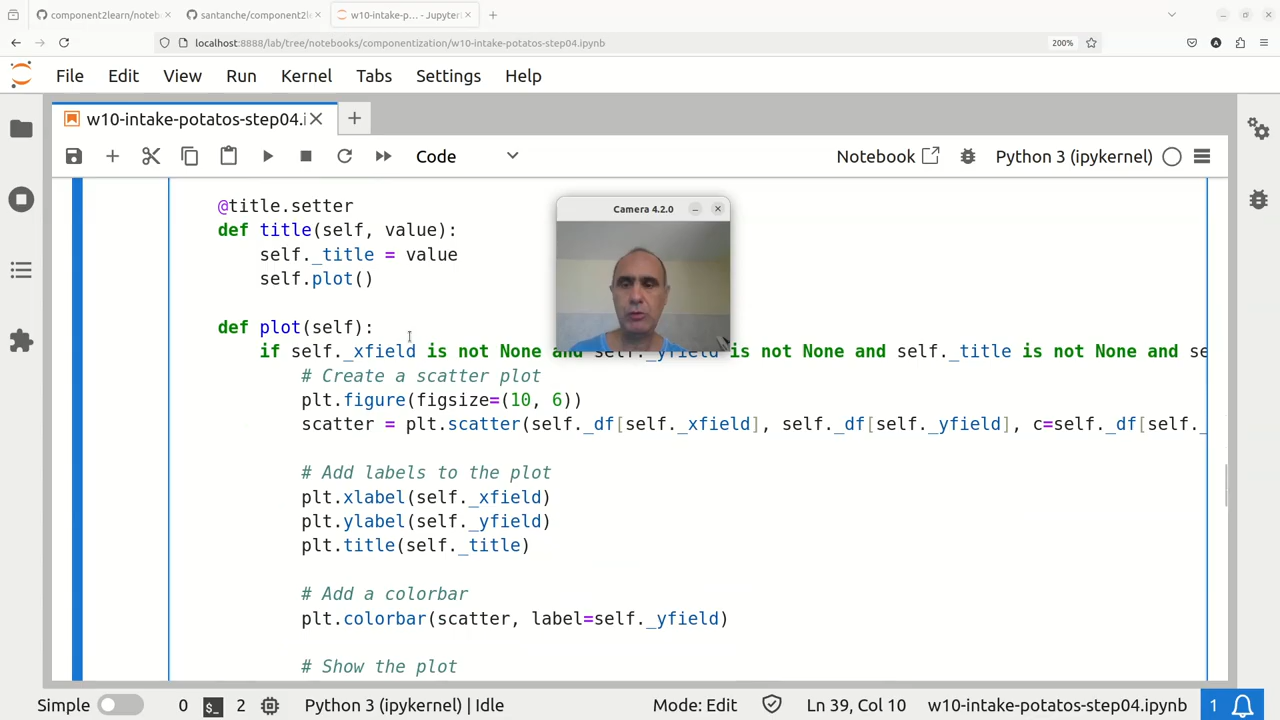 component2learn/noteb
santanche/component2l
w10-intake-p... - Jupyter
localhost:8888/lab/tree/notebooks/componentization/w10-intake-potatos-step04.ipynb
200%
File Edit View Run Kernel Tabs Settings Help
w10-intake-potatos-step04.i
Code
Notebook
Python 3 (ipykernel)
@title.setter
def title(self, value):
self._title = value
self.plot()
Camera 4.2.0
def plot(self):
if self._xfield is not None and self._yfield is not None and self._title is not None and se
# Create a scatter plot
plt.figure(figsize=(10, 6))
scatter = plt.scatter(self._df[self._xfield], self._df[self._yfield], c=self._df[self._
# Add labels to the plot
plt.xlabel(self._xfield)
plt.ylabel(self._yfield)
plt.title(self._title)
# Add a colorbar
plt.colorbar(scatter, label=self._yfield)
# Show the plot
Simple 0 $_ 2 Python 3 (ipykernel) | Idle Mode: Edit Ln 39, Col 10 w10-intake-potatos-step04.ipynb 1